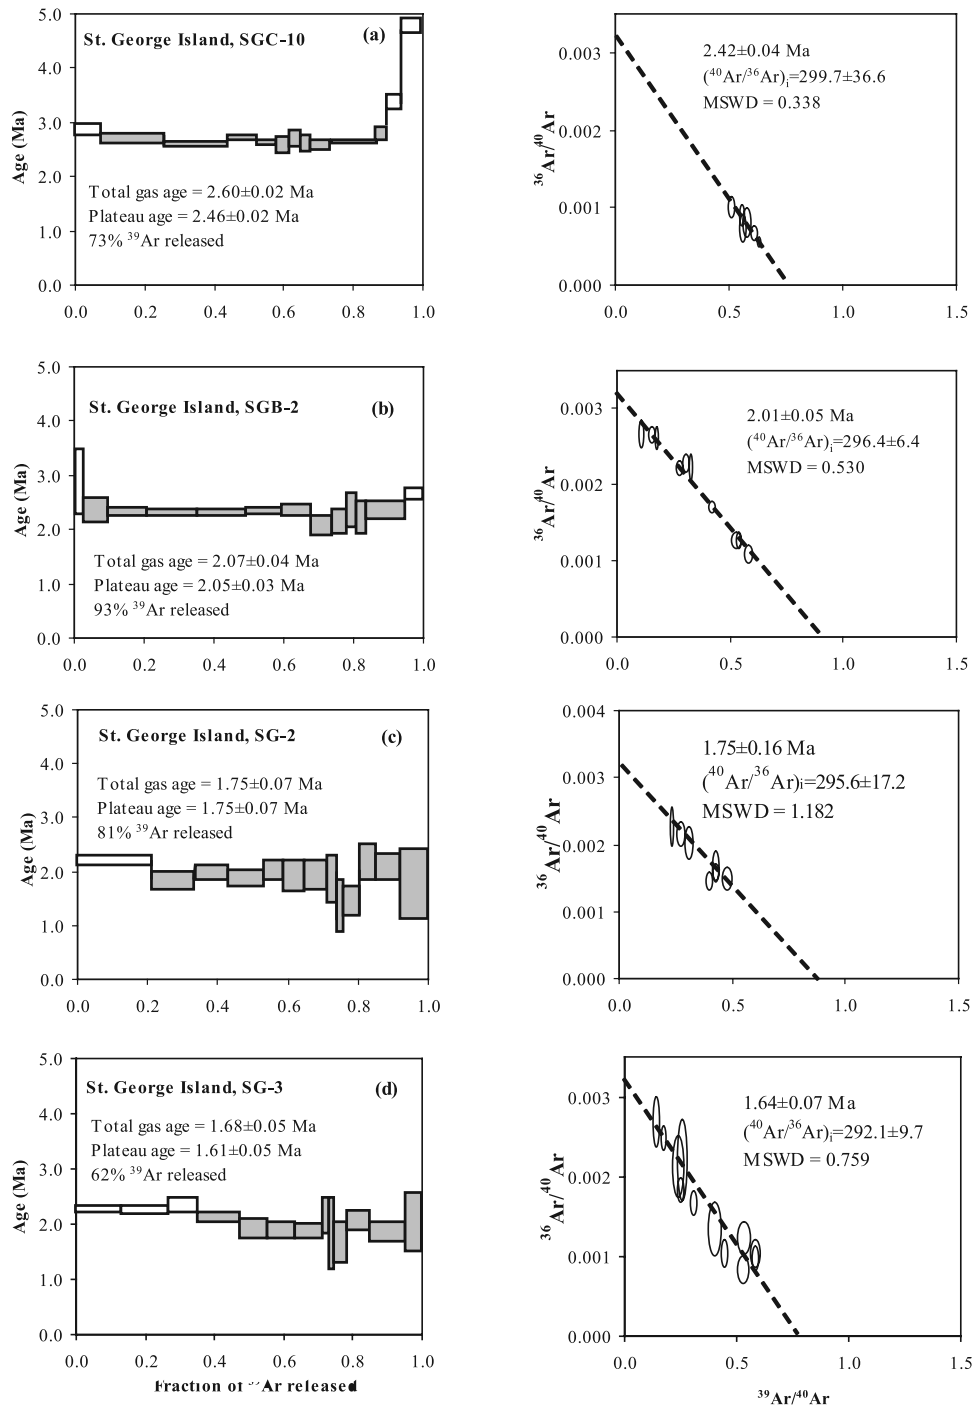 St. George Island, SGC-10 (a)
Total gas age = 2.60±0.02 Ma
Plateau age = 2.46±0.02 Ma
73% ³⁹Ar released
Age (Ma)
5.0
4.0
3.0
2.0
1.0
0.0
0.0 0.2 0.4 0.6 0.8 1.0
2.42±0.04 Ma
(⁴⁰Ar/³⁶Ar)ᵢ=299.7±36.6
MSWD = 0.338
³⁶Ar/⁴⁰Ar
0.003
0.002
0.001
0.000
0.0 0.5 1.0 1.5
St. George Island, SGB-2 (b)
Total gas age = 2.07±0.04 Ma
Plateau age = 2.05±0.03 Ma
93% ³⁹Ar released
Age (Ma)
5.0
4.0
3.0
2.0
1.0
0.0
0.0 0.2 0.4 0.6 0.8 1.0
2.01±0.05 Ma
(⁴⁰Ar/³⁶Ar)ᵢ=296.4±6.4
MSWD = 0.530
³⁶Ar/⁴⁰Ar
0.003
0.002
0.001
0.000
0.0 0.5 1.0 1.5
St. George Island, SG-2 (c)
Total gas age = 1.75±0.07 Ma
Plateau age = 1.75±0.07 Ma
81% ³⁹Ar released
Age (Ma)
5.0
4.0
3.0
2.0
1.0
0.0
0.0 0.2 0.4 0.6 0.8 1.0
1.75±0.16 Ma
(⁴⁰Ar/³⁶Ar)ᵢ=295.6±17.2
MSWD = 1.182
³⁶Ar/⁴⁰Ar
0.004
0.003
0.002
0.001
0.000
0.0 0.5 1.0 1.5
St. George Island, SG-3 (d)
Total gas age = 1.68±0.05 Ma
Plateau age = 1.61±0.05 Ma
62% ³⁹Ar released
Age (Ma)
5.0
4.0
3.0
2.0
1.0
0.0
0.0 0.2 0.4 0.6 0.8 1.0
Fraction of ³⁹Ar released
1.64±0.07 Ma
(⁴⁰Ar/³⁶Ar)ᵢ=292.1±9.7
MSWD = 0.759
³⁶Ar/⁴⁰Ar
0.003
0.002
0.001
0.000
0.0 0.5 1.0 1.5
³⁹Ar/⁴⁰Ar